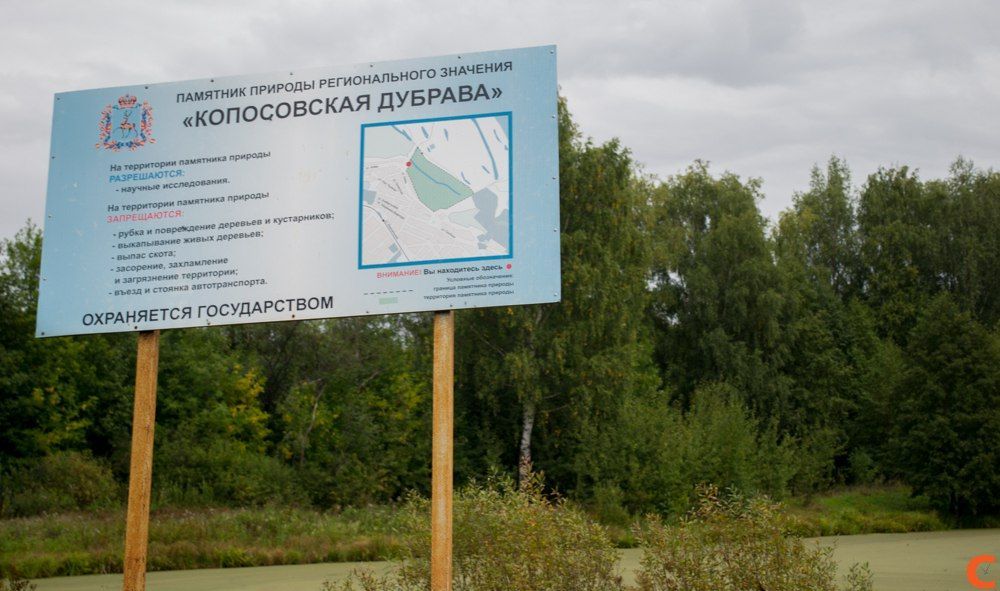 ПАМЯТНИК ПРИРОДЫ РЕГИОНАЛЬНОГО ЗНАЧЕНИЯ
«КОПОСОВСКАЯ ДУБРАВА»
На территории памятника природы
РАЗРЕШАЮТСЯ:
- научные исследования.
На территории памятника природы
ЗАПРЕЩАЮТСЯ:
- рубка и повреждение деревьев и кустарников;
- выкапывание живых деревьев;
- выпас скота;
- засорение, захламление
и загрязнение территории;
- въезд и стоянка автотранспорта.
ОХРАНЯЕТСЯ ГОСУДАРСТВОМ
ВНИМАНИЕ! Вы находитесь здесь
Условные обозначение:
граница памятника природы
территория памятника природы